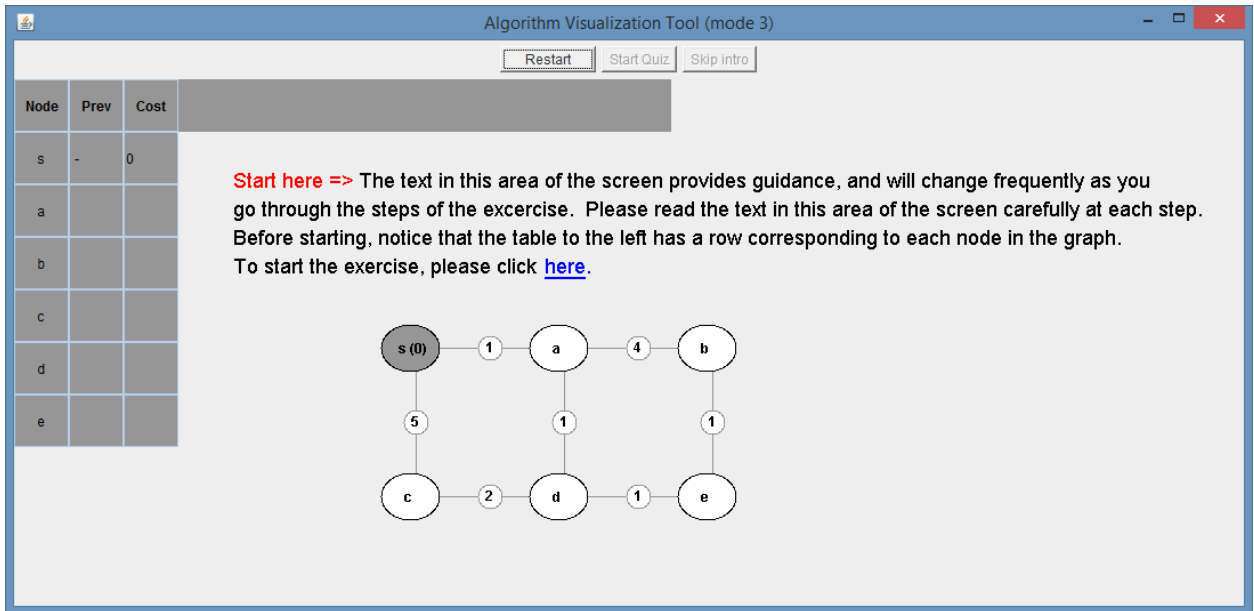 Algorithm Visualization Tool (mode 3)
Restart Start Quiz Skip intro
Node Prev Cost
s - 0
a
b
c
d
e
Start here => The text in this area of the screen provides guidance, and will change frequently as you
go through the steps of the excercise. Please read the text in this area of the screen carefully at each step.
Before starting, notice that the table to the left has a row corresponding to each node in the graph.
To start the exercise, please click here.
s (0) 1 a 4 b
5 1 1
c 2 d 1 e